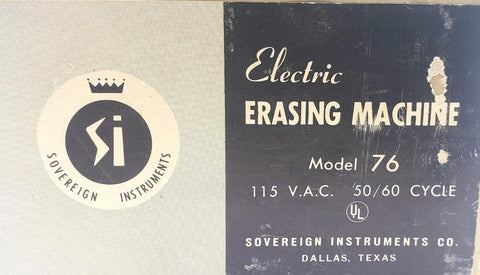 Si
SOVEREIGN INSTRUMENTS
Electric
ERASING MACHINE
Model 76
115 V.A.C. 50/60 CYCLE
UL
SOVEREIGN INSTRUMENTS CO.
DALLAS, TEXAS